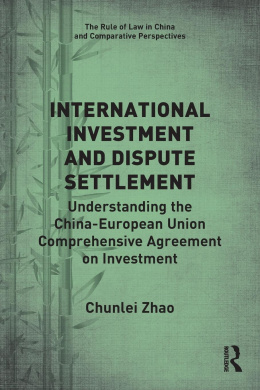 The Rule of Law in China
and Comparative Perspectives
INTERNATIONAL
INVESTMENT
AND DISPUTE
SETTLEMENT
Understanding the
China-European Union
Comprehensive Agreement
on Investment
Chunlei Zhao
ROUTLEDGE